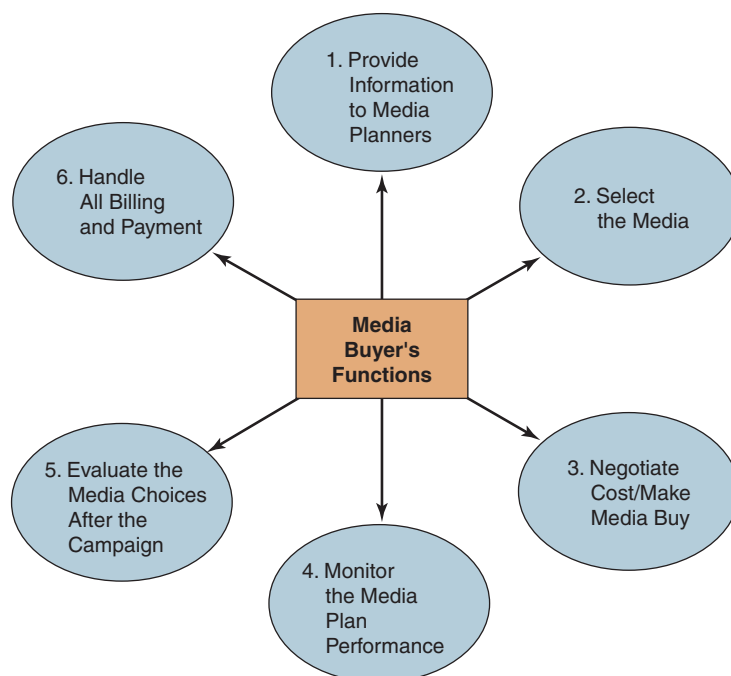 1. Provide
Information
to Media
Planners
2. Select
the Media
3. Negotiate
Cost/Make
Media Buy
4. Monitor
the Media
Plan
Performance
5. Evaluate the
Media Choices
After the
Campaign
6. Handle
All Billing
and Payment
Media
Buyer's
Functions